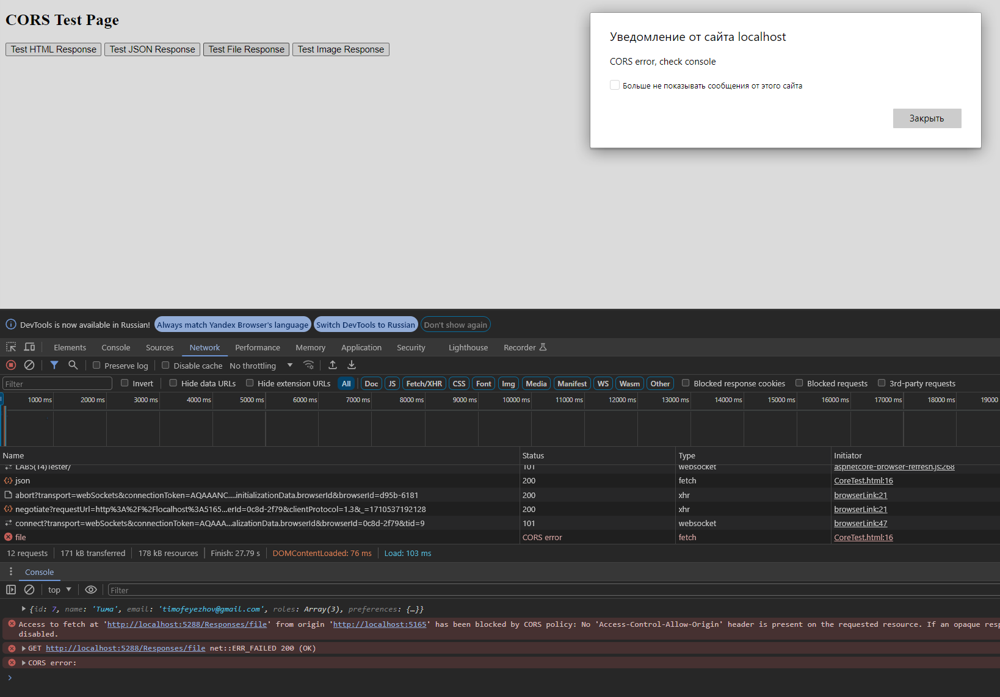 CORS Test Page
Test HTML Response Test JSON Response Test File Response Test Image Response
Уведомление от сайта localhost
CORS error, check console
Больше не показывать сообщения от этого сайта
Закрыть
DevTools is now available in Russian! Always match Yandex Browser's language Switch DevTools to Russian Don't show again
Elements Console Sources Network Performance Memory Application Security Lighthouse Recorder
Preserve log Disable cache No throttling
Filter Invert Hide data URLs Hide extension URLs All Doc JS Fetch/XHR CSS Font Img Media Manifest WS Wasm Other Blocked response cookies Blocked requests 3rd-party requests
1000 ms 2000 ms 3000 ms 4000 ms 5000 ms 6000 ms 7000 ms 8000 ms 9000 ms 10000 ms 11000 ms 12000 ms 13000 ms 14000 ms 15000 ms 16000 ms 17000 ms 18000 ms 19000
Name Status Type Initiator
LAB5(14)Tester/ 101 websocket aspnetcore-browser-refresh.js:268
json 200 fetch CoreTest.html:16
abort?transport=webSockets&connectionToken=AQAAANC....initializationData.browserId&browserId=d95b-6181 200 xhr browserLink:21
negotiate?requestUrl=http%3A%2F%2Flocalhost%3A5165...erId=0c8d-2f79&clientProtocol=1.3&_=1710537192128 200 xhr browserLink:21
connect?transport=webSockets&connectionToken=AQAAA...alizationData.browserId&browserId=0c8d-2f79&tid=9 101 websocket browserLink:47
file CORS error fetch CoreTest.html:16
12 requests 171 kB transferred 178 kB resources Finish: 27.79 s DOMContentLoaded: 76 ms Load: 103 ms
Console
top Filter
{id: 7, name: 'Тима', email: 'timofeyezhov@gmail.com', roles: Array(3), preferences: {…}}
Access to fetch at 'http://localhost:5288/Responses/file' from origin 'http://localhost:5165' has been blocked by CORS policy: No 'Access-Control-Allow-Origin' header is present on the requested resource. If an opaque resp
disabled.
GET http://localhost:5288/Responses/file net::ERR_FAILED 200 (OK)
CORS error: